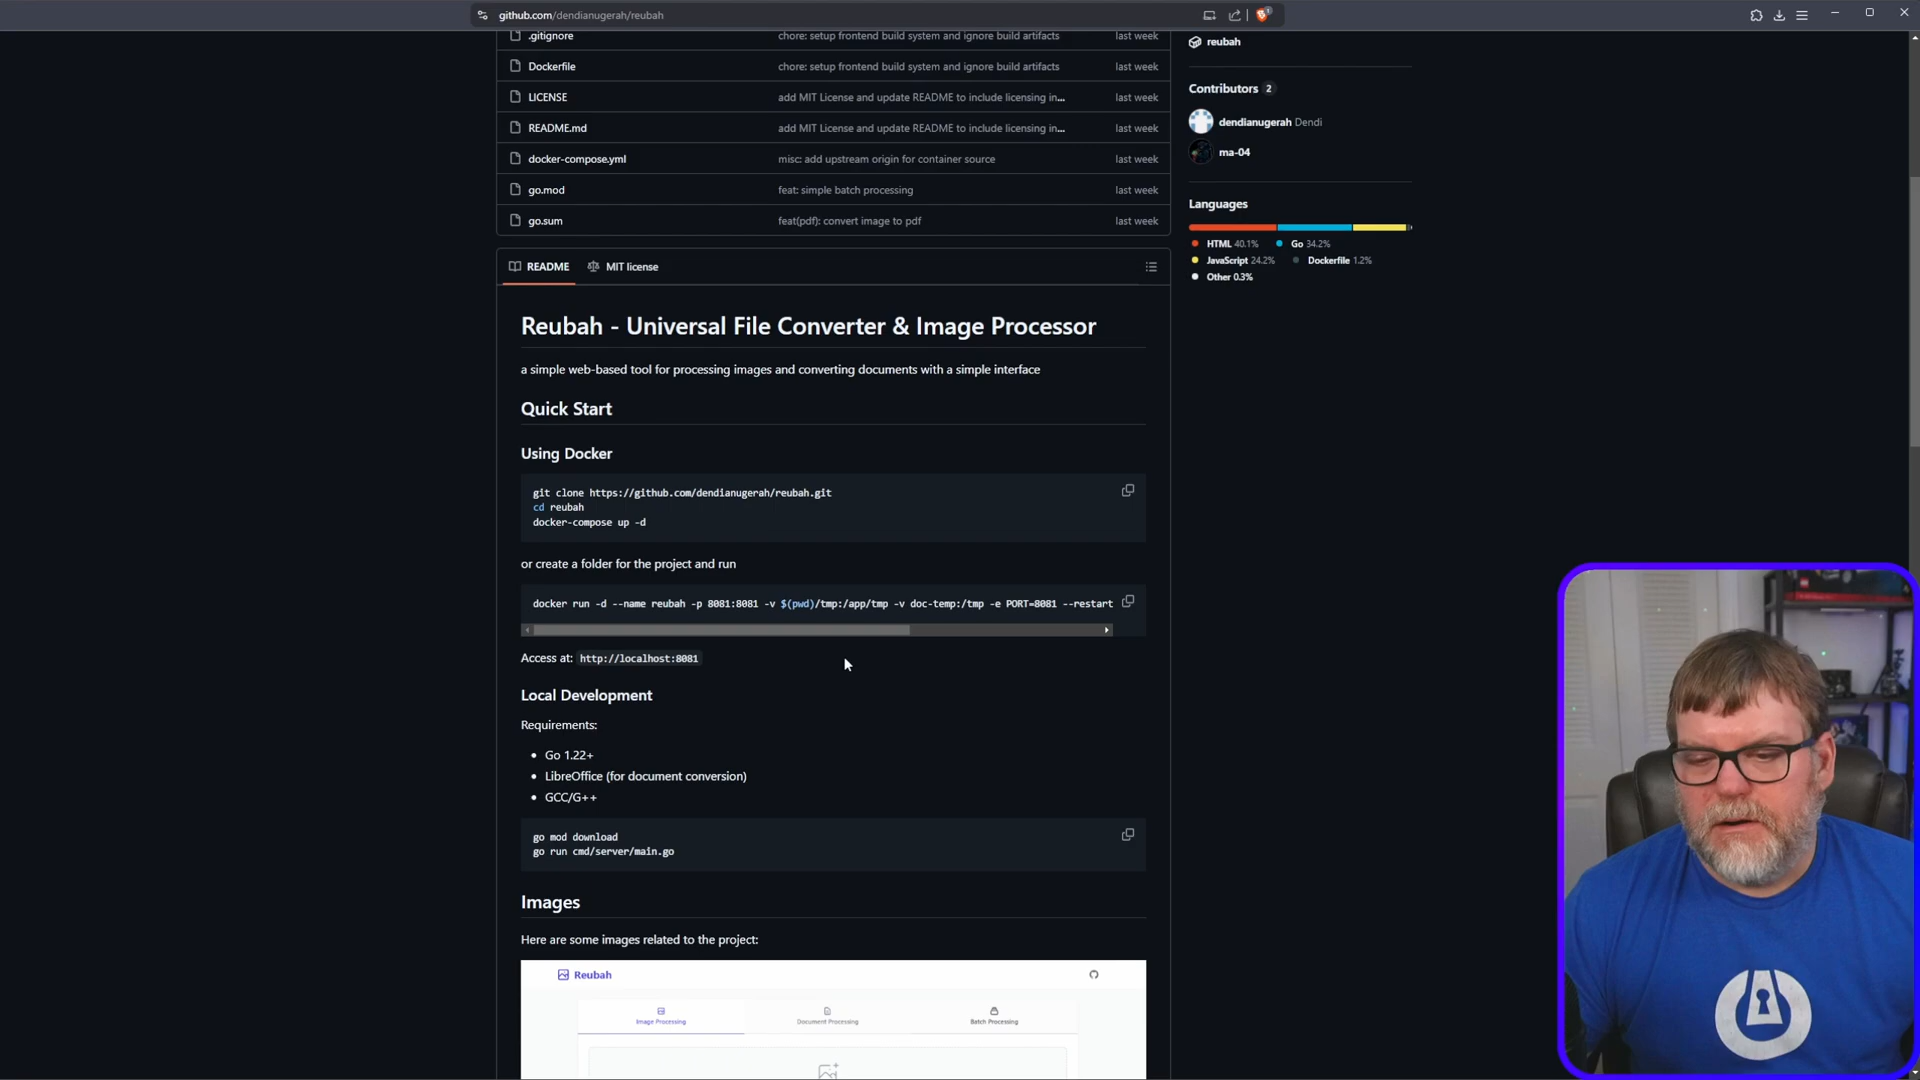 github.com/dendianugerah/reubah
.gitignore chore: setup frontend build system and ignore build artifacts last week
Dockerfile chore: setup frontend build system and ignore build artifacts last week
LICENSE add MIT License and update README to include licensing in... last week
README.md add MIT License and update README to include licensing in... last week
docker-compose.yml misc: add upstream origin for container source last week
go.mod feat: simple batch processing last week
go.sum feat(pdf): convert image to pdf last week
reubah
Contributors 2
dendianugerah Dendi
ma-04
Languages
HTML 40.1% Go 34.2%
JavaScript 24.2% Dockerfile 1.2%
Other 0.3%
README MIT license
Reubah - Universal File Converter & Image Processor
a simple web-based tool for processing images and converting documents with a simple interface
Quick Start
Using Docker
git clone https://github.com/dendianugerah/reubah.git
cd reubah
docker-compose up -d
or create a folder for the project and run
docker run -d --name reubah -p 8081:8081 -v $(pwd)/tmp:/app/tmp -v doc-temp:/tmp -e PORT=8081 --restart
Access at: http://localhost:8081
Local Development
Requirements:
• Go 1.22+
• LibreOffice (for document conversion)
• GCC/G++
go mod download
go run cmd/server/main.go
Images
Here are some images related to the project:
Reubah
Image Processing Document Processing Batch Processing